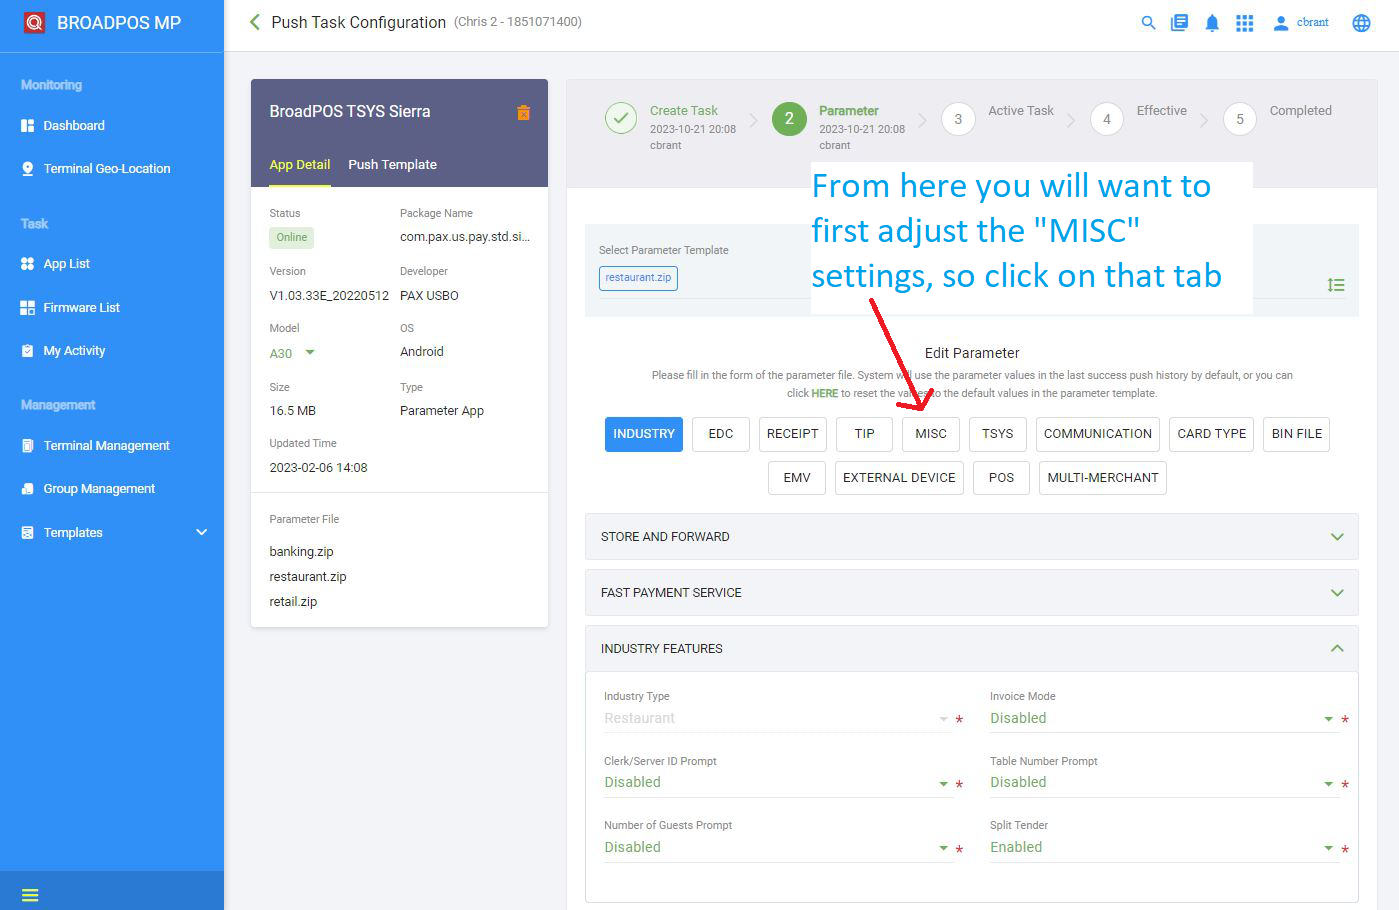 BROADPOS MP
Push Task Configuration (Chris 2 - 1851071400)
cbrant
Monitoring
Dashboard
Terminal Geo-Location
Task
App List
Firmware List
My Activity
Management
Terminal Management
Group Management
Templates
BroadPOS TSYS Sierra
App Detail Push Template
Status Package Name
Online com.pax.us.pay.std.si...
Version Developer
V1.03.33E_20220512 PAX USBO
Model OS
A30 Android
Size Type
16.5 MB Parameter App
Updated Time
2023-02-06 14:08
Parameter File
banking.zip
restaurant.zip
retail.zip
Create Task
2023-10-21 20:08
cbrant
2
Parameter
2023-10-21 20:08
cbrant
3 Active Task
4 Effective
5 Completed
From here you will want to
first adjust the "MISC"
settings, so click on that tab
Select Parameter Template
restaurant.zip
Edit Parameter
Please fill in the form of the parameter file. System will use the parameter values in the last success push history by default, or you can
click HERE to reset the values to the default values in the parameter template.
INDUSTRY EDC RECEIPT TIP MISC TSYS COMMUNICATION CARD TYPE BIN FILE
EMV EXTERNAL DEVICE POS MULTI-MERCHANT
STORE AND FORWARD
FAST PAYMENT SERVICE
INDUSTRY FEATURES
Industry Type Invoice Mode
Restaurant * Disabled *
Clerk/Server ID Prompt Table Number Prompt
Disabled * Disabled *
Number of Guests Prompt Split Tender
Disabled * Enabled *